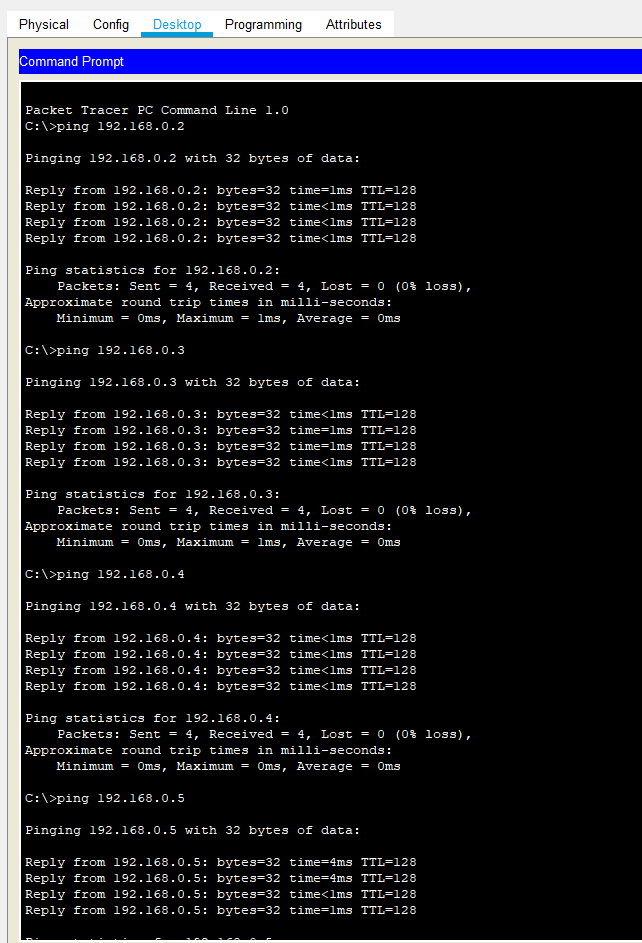 Physical Config Desktop Programming Attributes
Command Prompt
Packet Tracer PC Command Line 1.0
C:\>ping 192.168.0.2
Pinging 192.168.0.2 with 32 bytes of data:
Reply from 192.168.0.2: bytes=32 time=1ms TTL=128
Reply from 192.168.0.2: bytes=32 time<1ms TTL=128
Reply from 192.168.0.2: bytes=32 time<1ms TTL=128
Reply from 192.168.0.2: bytes=32 time<1ms TTL=128
Ping statistics for 192.168.0.2:
Packets: Sent = 4, Received = 4, Lost = 0 (0% loss),
Approximate round trip times in milli-seconds:
Minimum = 0ms, Maximum = 1ms, Average = 0ms
C:\>ping 192.168.0.3
Pinging 192.168.0.3 with 32 bytes of data:
Reply from 192.168.0.3: bytes=32 time<1ms TTL=128
Reply from 192.168.0.3: bytes=32 time=1ms TTL=128
Reply from 192.168.0.3: bytes=32 time=1ms TTL=128
Reply from 192.168.0.3: bytes=32 time<1ms TTL=128
Ping statistics for 192.168.0.3:
Packets: Sent = 4, Received = 4, Lost = 0 (0% loss),
Approximate round trip times in milli-seconds:
Minimum = 0ms, Maximum = 1ms, Average = 0ms
C:\>ping 192.168.0.4
Pinging 192.168.0.4 with 32 bytes of data:
Reply from 192.168.0.4: bytes=32 time<1ms TTL=128
Reply from 192.168.0.4: bytes=32 time<1ms TTL=128
Reply from 192.168.0.4: bytes=32 time<1ms TTL=128
Reply from 192.168.0.4: bytes=32 time<1ms TTL=128
Ping statistics for 192.168.0.4:
Packets: Sent = 4, Received = 4, Lost = 0 (0% loss),
Approximate round trip times in milli-seconds:
Minimum = 0ms, Maximum = 0ms, Average = 0ms
C:\>ping 192.168.0.5
Pinging 192.168.0.5 with 32 bytes of data:
Reply from 192.168.0.5: bytes=32 time=4ms TTL=128
Reply from 192.168.0.5: bytes=32 time=4ms TTL=128
Reply from 192.168.0.5: bytes=32 time<1ms TTL=128
Reply from 192.168.0.5: bytes=32 time=1ms TTL=128